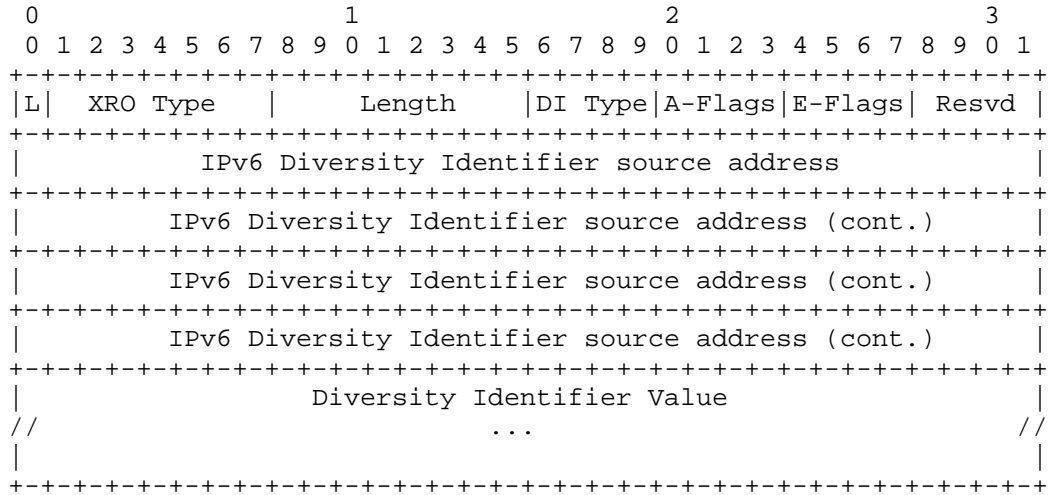 0                   1                   2                   3
 0 1 2 3 4 5 6 7 8 9 0 1 2 3 4 5 6 7 8 9 0 1 2 3 4 5 6 7 8 9 0 1
+-+-+-+-+-+-+-+-+-+-+-+-+-+-+-+-+-+-+-+-+-+-+-+-+-+-+-+-+-+-+-+-+
|L|  XRO Type   |     Length    |DI Type|A-Flags|E-Flags| Resvd |
+-+-+-+-+-+-+-+-+-+-+-+-+-+-+-+-+-+-+-+-+-+-+-+-+-+-+-+-+-+-+-+-+
|           IPv6 Diversity Identifier source address            |
+-+-+-+-+-+-+-+-+-+-+-+-+-+-+-+-+-+-+-+-+-+-+-+-+-+-+-+-+-+-+-+-+
|         IPv6 Diversity Identifier source address (cont.)      |
+-+-+-+-+-+-+-+-+-+-+-+-+-+-+-+-+-+-+-+-+-+-+-+-+-+-+-+-+-+-+-+-+
|         IPv6 Diversity Identifier source address (cont.)      |
+-+-+-+-+-+-+-+-+-+-+-+-+-+-+-+-+-+-+-+-+-+-+-+-+-+-+-+-+-+-+-+-+
|         IPv6 Diversity Identifier source address (cont.)      |
+-+-+-+-+-+-+-+-+-+-+-+-+-+-+-+-+-+-+-+-+-+-+-+-+-+-+-+-+-+-+-+-+
|                  Diversity Identifier Value                   |
//                            ...                              //
|                                                               |
+-+-+-+-+-+-+-+-+-+-+-+-+-+-+-+-+-+-+-+-+-+-+-+-+-+-+-+-+-+-+-+-+